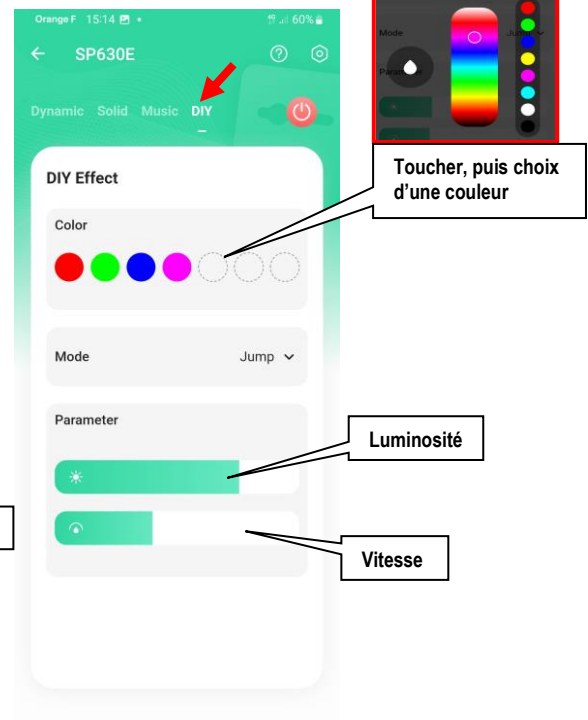 Orange F 15:14
60%
SP630E
Dynamic Solid Music DIY
DIY Effect
Color
Mode Jump
Parameter
Mode
Toucher, puis choix
d'une couleur
Luminosité
Vitesse